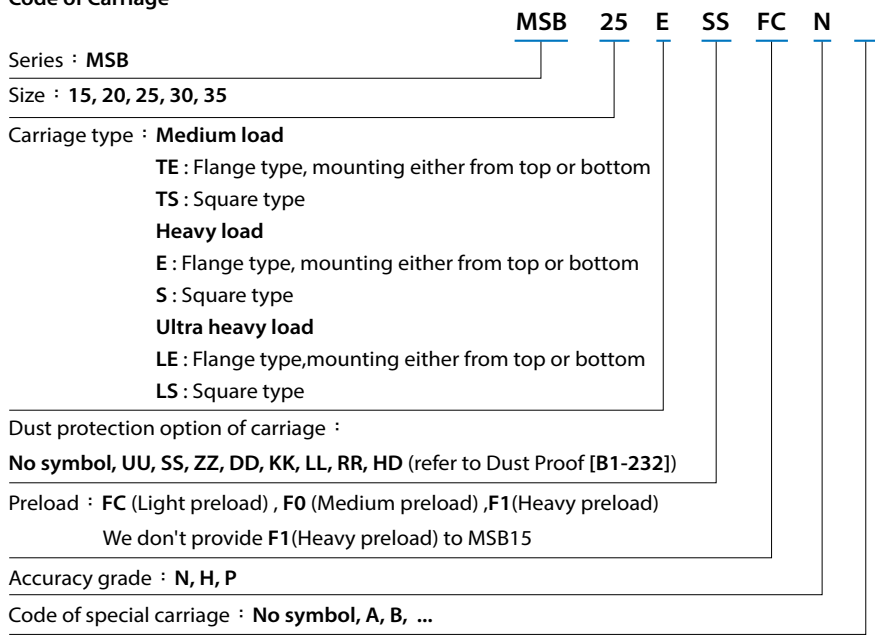 MSB 25 E SS FC N
Series : MSB
Size : 15, 20, 25, 30, 35
Carriage type : Medium load
TE : Flange type, mounting either from top or bottom
TS : Square type
Heavy load
E : Flange type, mounting either from top or bottom
S : Square type
Ultra heavy load
LE : Flange type,mounting either from top or bottom
LS : Square type
Dust protection option of carriage :
No symbol, UU, SS, ZZ, DD, KK, LL, RR, HD (refer to Dust Proof [B1-232])
Preload : FC (Light preload) , F0 (Medium preload) ,F1(Heavy preload)
We don't provide F1(Heavy preload) to MSB15
Accuracy grade : N, H, P
Code of special carriage : No symbol, A, B, ...